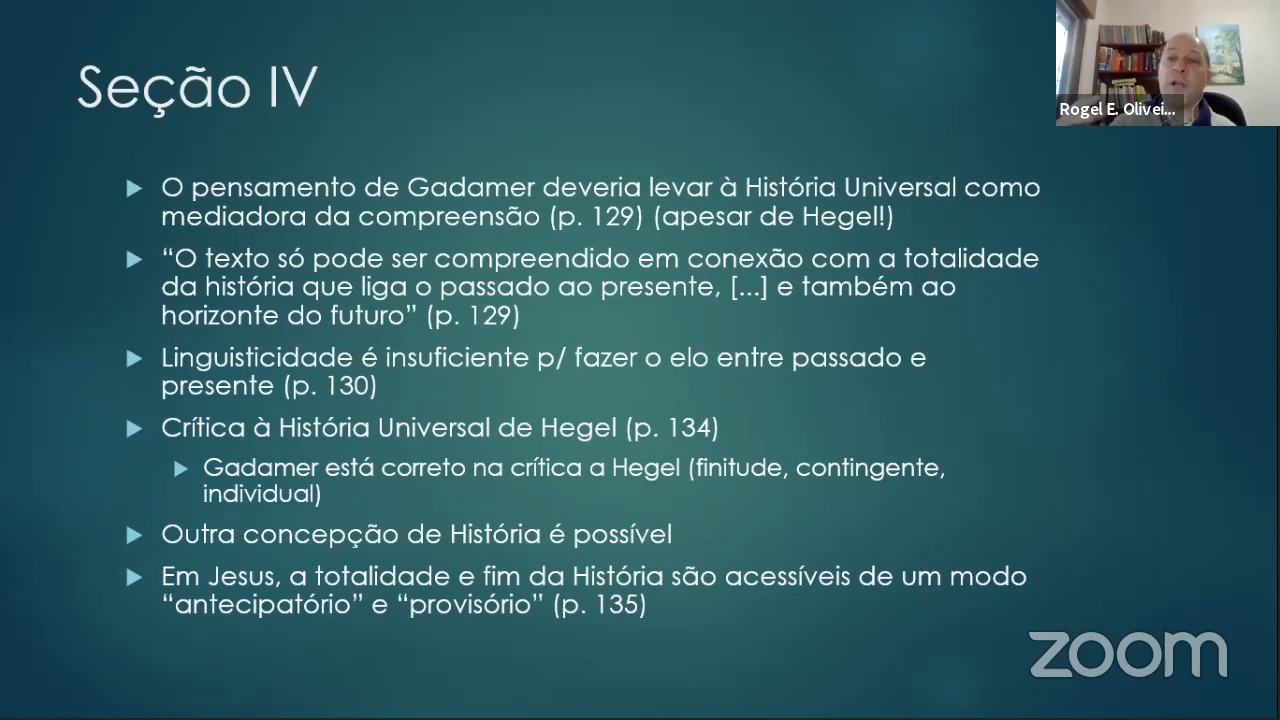 Seção IV
Rogel E. Olivei...
O pensamento de Gadamer deveria levar à História Universal como
mediadora da compreensão (p. 129) (apesar de Hegel!)
“O texto só pode ser compreendido em conexão com a totalidade
da história que liga o passado ao presente, [...] e também ao
horizonte do futuro” (p. 129)
Linguisticidade é insuficiente p/ fazer o elo entre passado e
presente (p. 130)
Crítica à História Universal de Hegel (p. 134)
Gadamer está correto na crítica a Hegel (finitude, contingente,
individual)
Outra concepção de História é possível
Em Jesus, a totalidade e fim da História são acessíveis de um modo
“antecipatório” e “provisório” (p. 135)
zoom